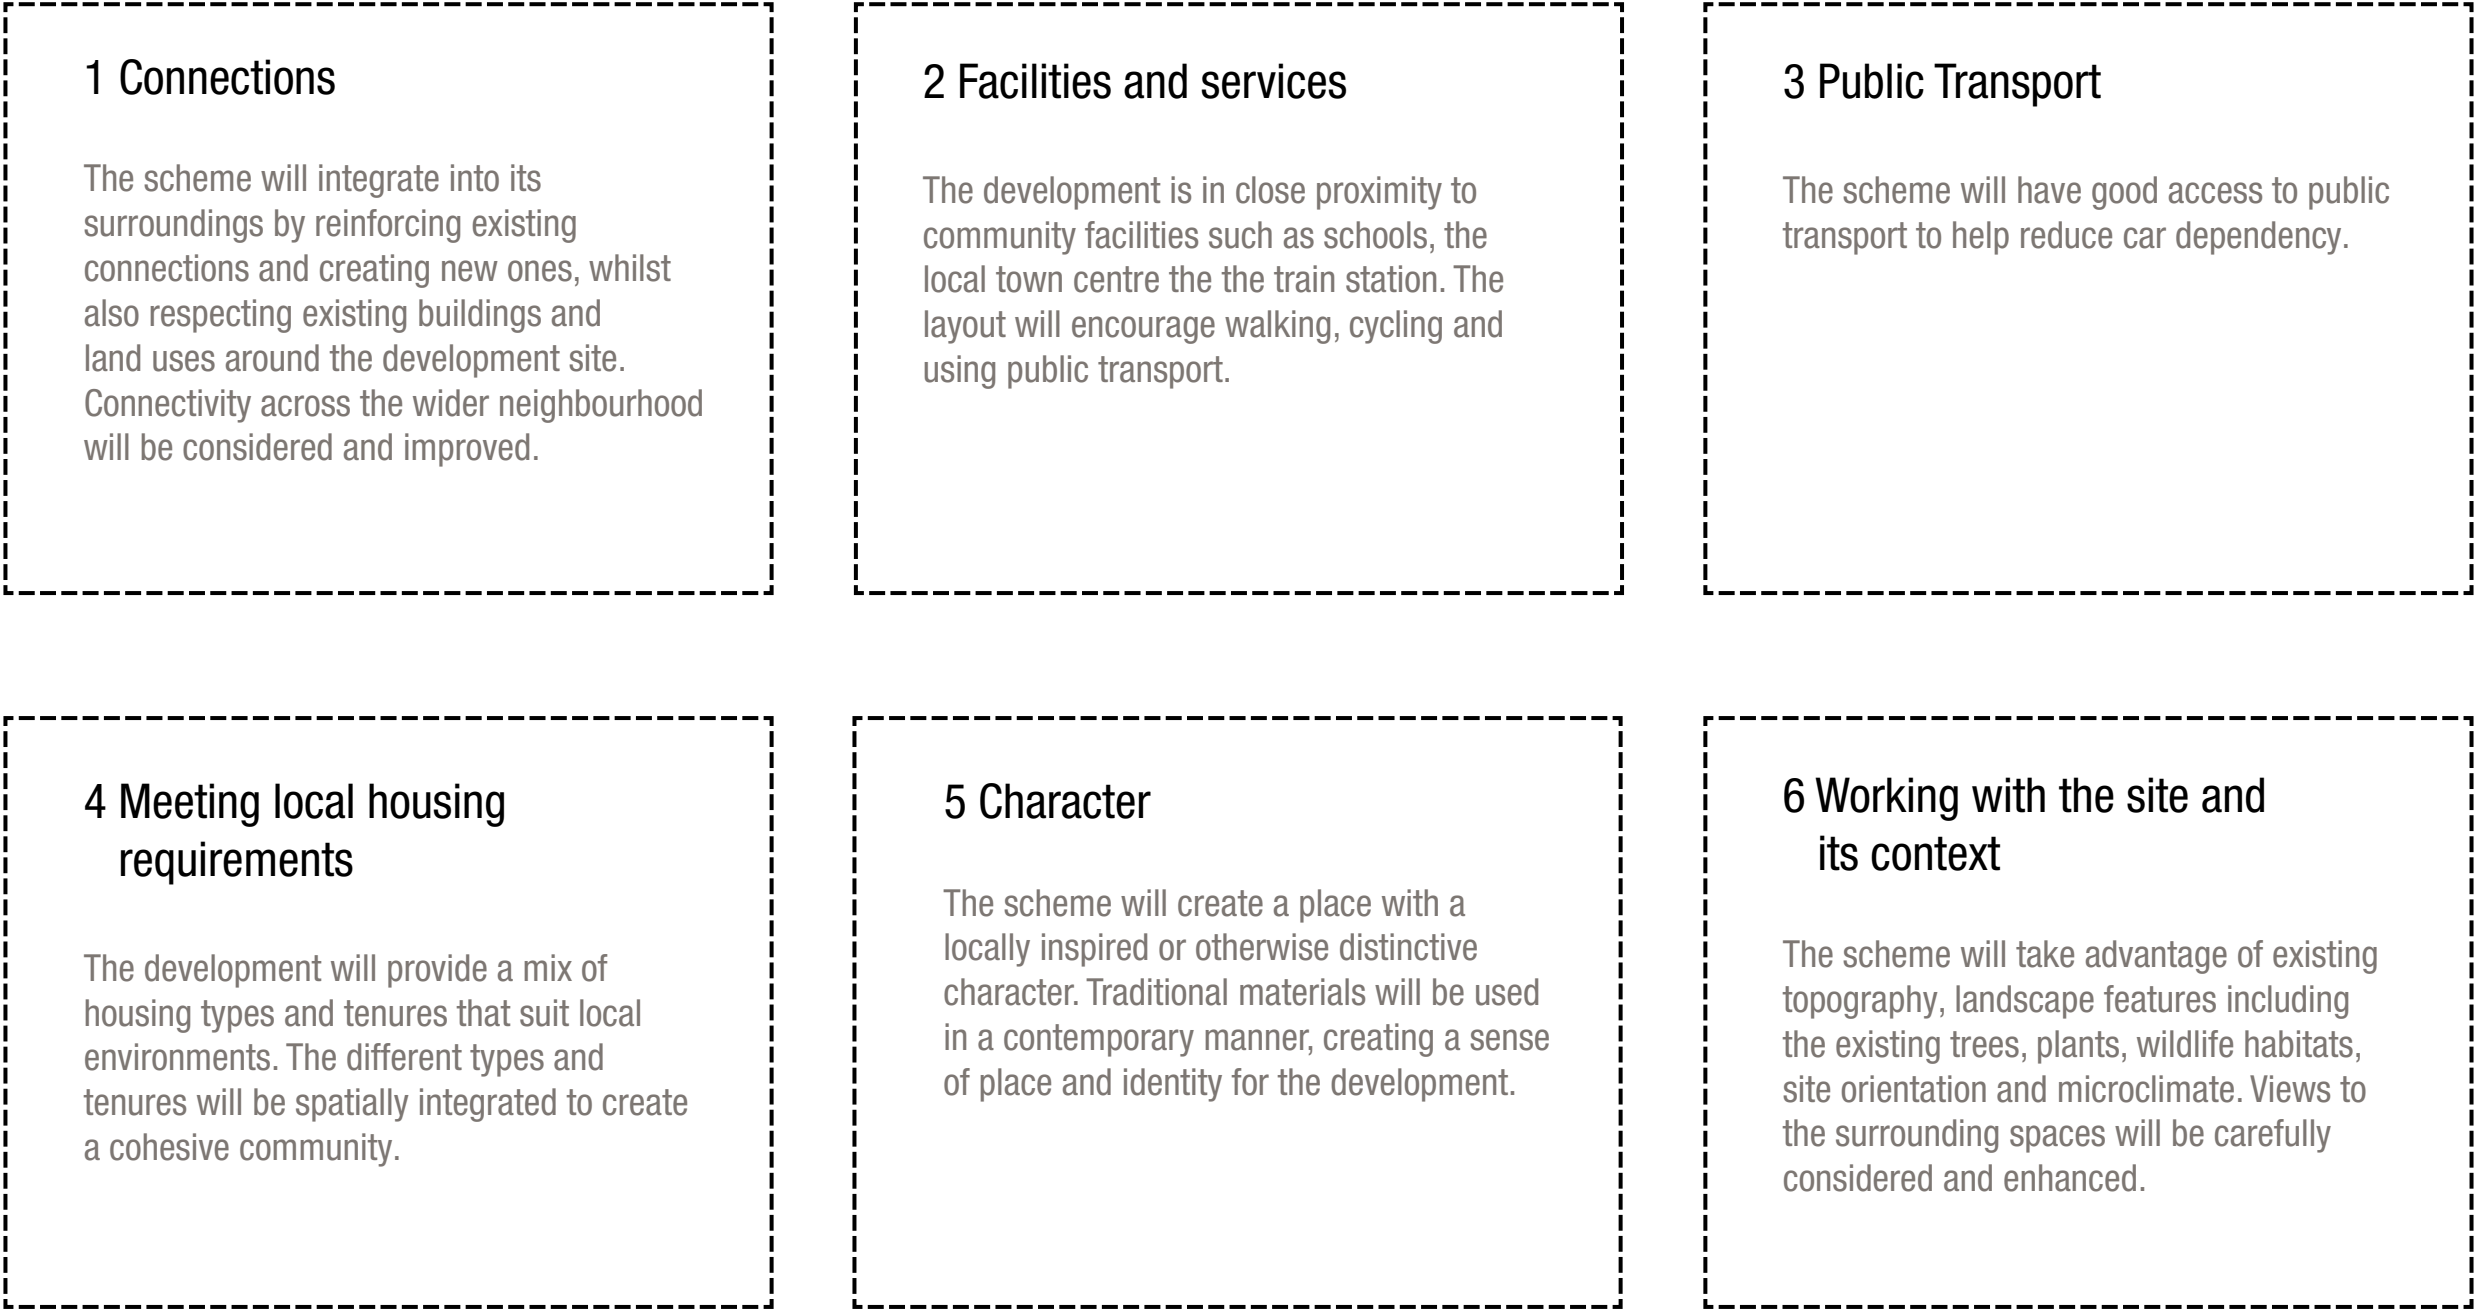 1 Connections
The scheme will integrate into its
surroundings by reinforcing existing
connections and creating new ones, whilst
also respecting existing buildings and
land uses around the development site.
Connectivity across the wider neighbourhood
will be considered and improved.
2 Facilities and services
The development is in close proximity to
community facilities such as schools, the
local town centre the the train station. The
layout will encourage walking, cycling and
using public transport.
3 Public Transport
The scheme will have good access to public
transport to help reduce car dependency.
4 Meeting local housing
requirements
The development will provide a mix of
housing types and tenures that suit local
environments. The different types and
tenures will be spatially integrated to create
a cohesive community.
5 Character
The scheme will create a place with a
locally inspired or otherwise distinctive
character. Traditional materials will be used
in a contemporary manner, creating a sense
of place and identity for the development.
6 Working with the site and
its context
The scheme will take advantage of existing
topography, landscape features including
the existing trees, plants, wildlife habitats,
site orientation and microclimate. Views to
the surrounding spaces will be carefully
considered and enhanced.